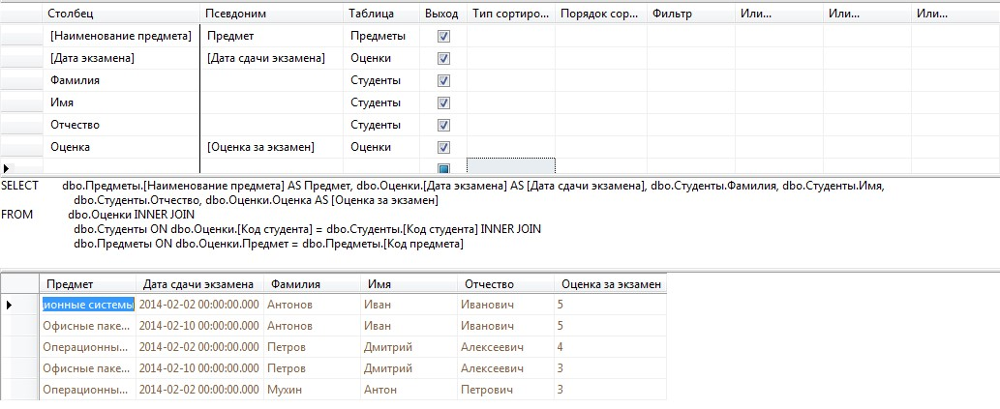 Столбец Псевдоним Таблица Выход Тип сортиро... Порядок сор... Фильтр Или... Или... Или...
[Наименование предмета] Предмет Предметы
[Дата экзамена] [Дата сдачи экзамена] Оценки
Фамилия Студенты
Имя Студенты
Отчество Студенты
Оценка [Оценка за экзамен] Оценки
SELECT dbo.Предметы.[Наименование предмета] AS Предмет, dbo.Оценки.[Дата экзамена] AS [Дата сдачи экзамена], dbo.Студенты.Фамилия, dbo.Студенты.Имя,
dbo.Студенты.Отчество, dbo.Оценки.Оценка AS [Оценка за экзамен]
FROM dbo.Оценки INNER JOIN
dbo.Студенты ON dbo.Оценки.[Код студента] = dbo.Студенты.[Код студента] INNER JOIN
dbo.Предметы ON dbo.Оценки.Предмет = dbo.Предметы.[Код предмета]
Предмет Дата сдачи экзамена Фамилия Имя Отчество Оценка за экзамен
ционные системы 2014-02-02 00:00:00.000 Антонов Иван Иванович 5
Офисные паке... 2014-02-10 00:00:00.000 Антонов Иван Иванович 5
Операционны... 2014-02-02 00:00:00.000 Петров Дмитрий Алексеевич 4
Офисные паке... 2014-02-10 00:00:00.000 Петров Дмитрий Алексеевич 3
Операционны... 2014-02-02 00:00:00.000 Мухин Антон Петрович 3